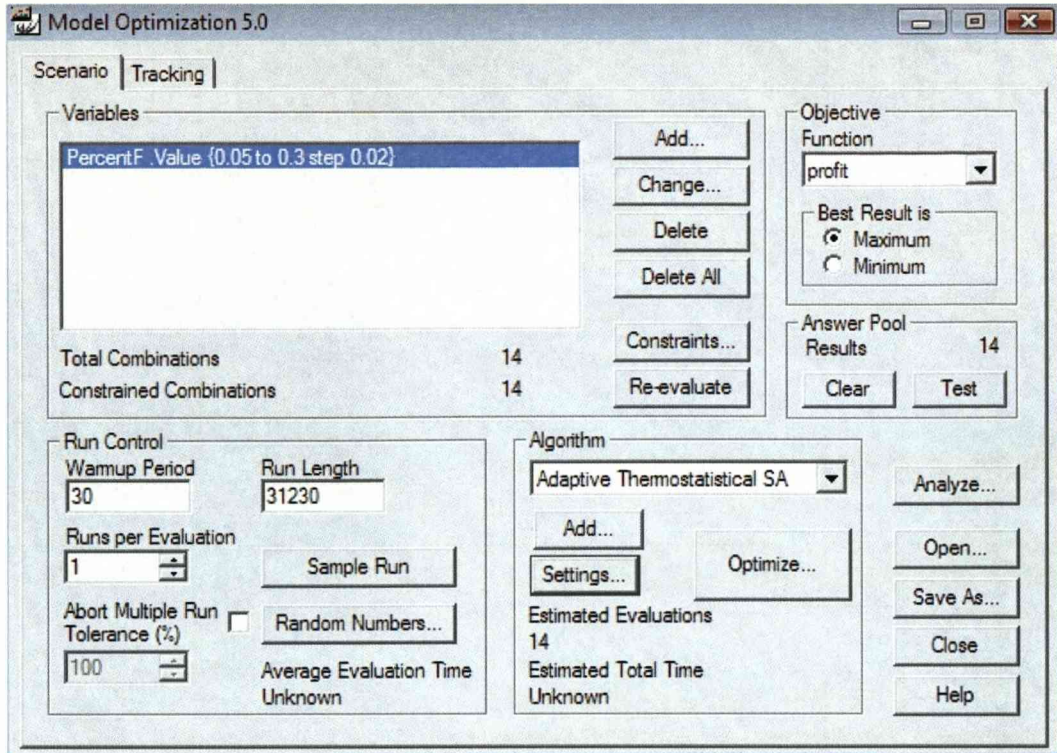 Model Optimization 5.0
Scenario
Tracking
Variables
PercentF .Value {0.05 to 0.3 step 0.02}
Add...
Change...
Delete
Delete All
Constraints...
Re-evaluate
Total Combinations 14
Constrained Combinations 14
Objective
Function
profit
Best Result is
Maximum
Minimum
Answer Pool
Results 14
Clear
Test
Run Control
Warmup Period
30
Run Length
31230
Runs per Evaluation
1
Sample Run
Abort Multiple Run
Tolerance (%)
100
Random Numbers...
Average Evaluation Time
Unknown
Algorithm
Adaptive Thermostatistical SA
Add...
Settings...
Optimize...
Estimated Evaluations
14
Estimated Total Time
Unknown
Analyze...
Open...
Save As...
Close
Help